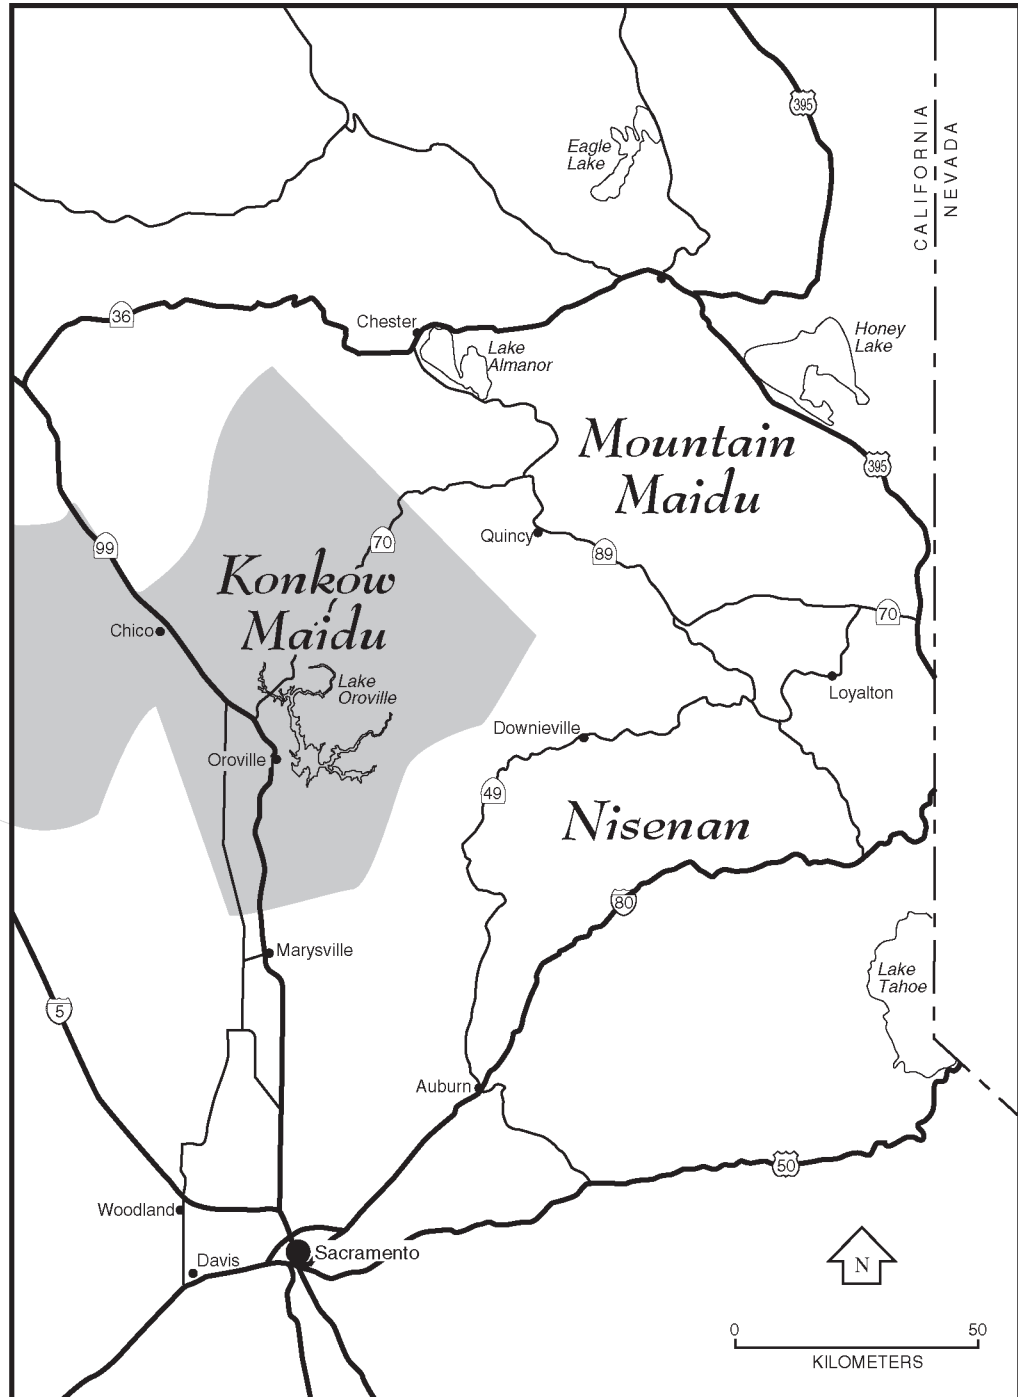 395
CALIFORNIA
NEVADA
Eagle
Lake
36
Chester
Lake
Almanor
Honey
Lake
Mountain
Maidu
395
99
70
Quincy
89
Konkow
Maidu
Chico
70
Lake
Oroville
Loyalton
Downieville
Oroville
49
Nisenan
80
Marysville
Lake
Tahoe
5
Auburn
50
Woodland
Sacramento
Davis
N
0 50
KILOMETERS